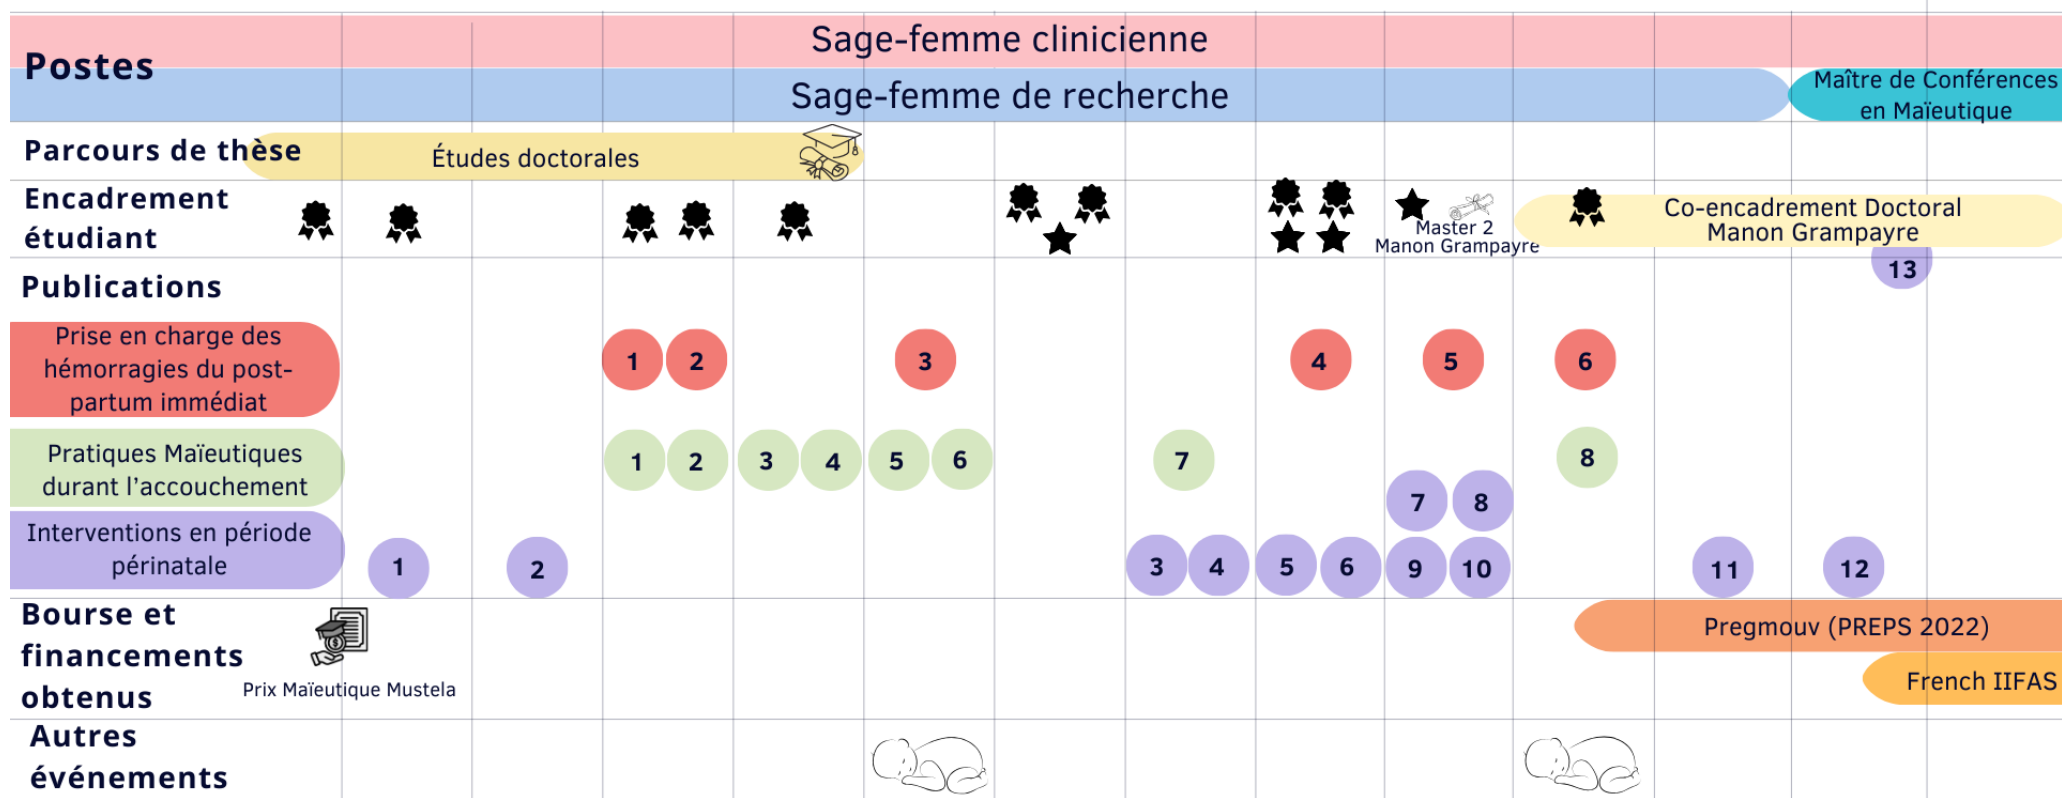 Postes
Sage-femme clinicienne
Sage-femme de recherche
Maître de Conférences
en Maïeutique
Parcours de thèse
Études doctorales
Encadrement
étudiant
Master 2
Manon Grampayre
Co-encadrement Doctoral
Manon Grampayre
Publications
13
Prise en charge des
hémorragies du post-
partum immédiat
1 2 3 4 5 6
Pratiques Maïeutiques
durant l'accouchement
1 2 3 4 5 6 7 8
7 8
Interventions en période
périnatale
1 2 3 4 5 6 9 10 11 12
Bourse et
financements
obtenus
Prix Maïeutique Mustela
Pregmouv (PREPS 2022)
French IIFAS
Autres
événements